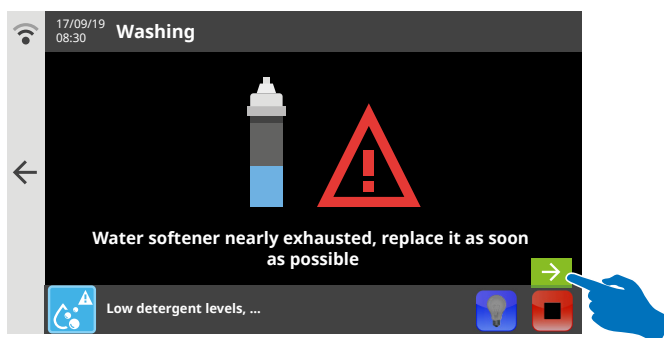 17/09/19
08:30
Washing
Water softener nearly exhausted, replace it as soon
as possible
Low detergent levels, ...